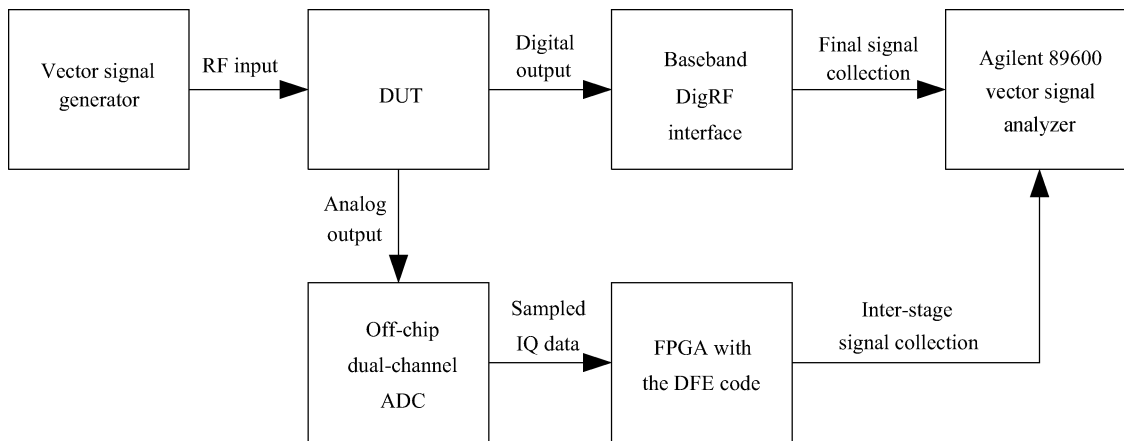 Vector signal
generator
RF input
DUT
Digital
output
Baseband
DigRF
interface
Final signal
collection
Agilent 89600
vector signal
analyzer
Analog
output
Off-chip
dual-channel
ADC
Sampled
IQ data
FPGA with
the DFE code
Inter-stage
signal collection